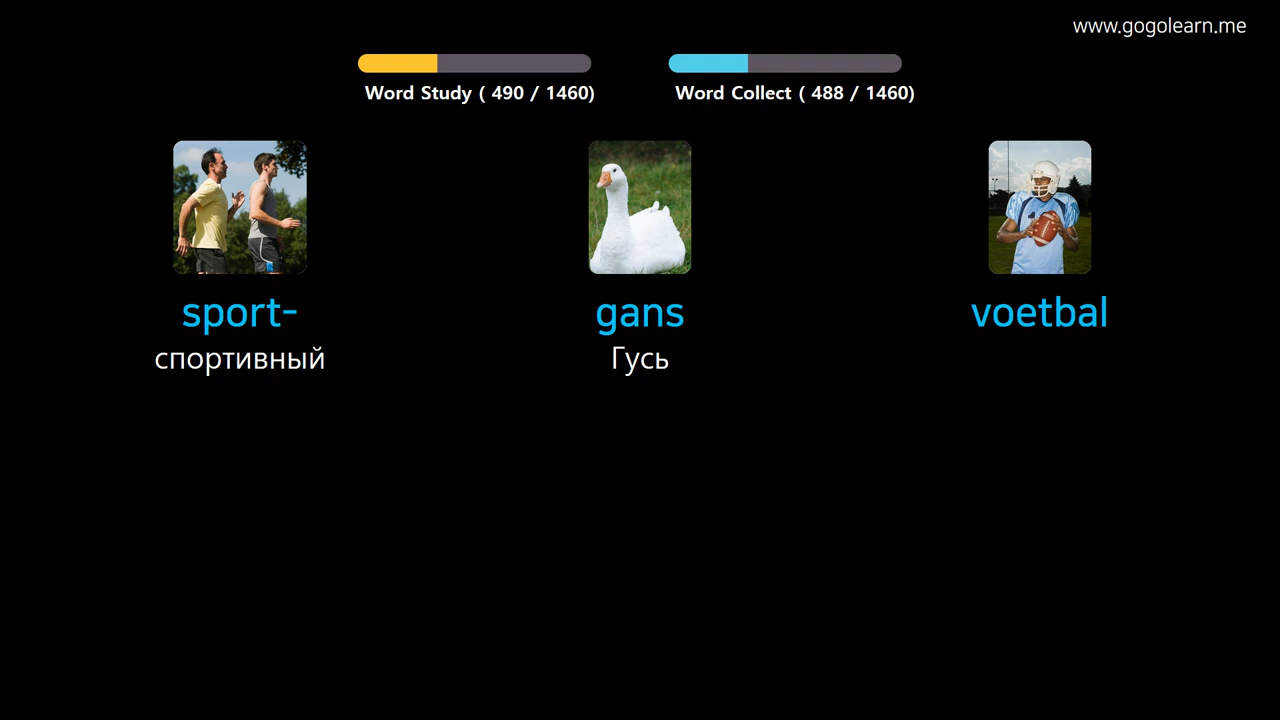 www.gogolearn.me
Word Study ( 490 / 1460)
Word Collect ( 488 / 1460)
sport-
gans
voetbal
спортивный
Гусь